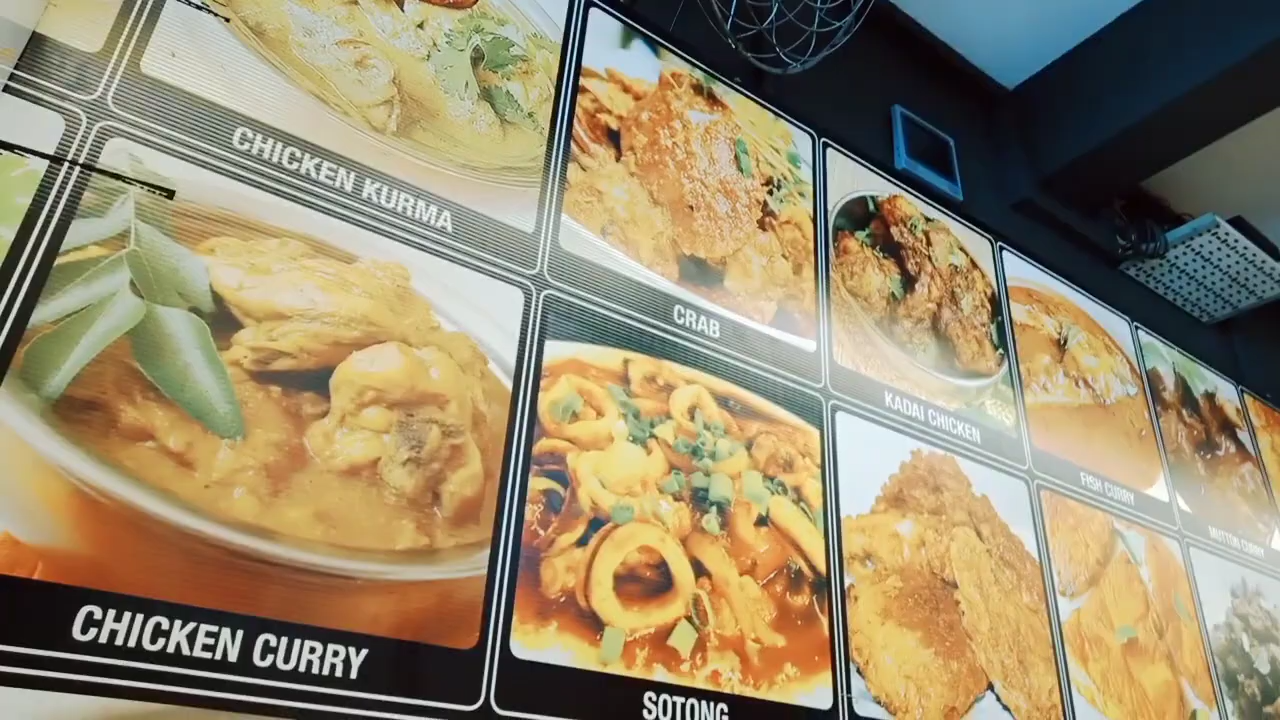 CHICKEN KURMA
CRAB
KADAI CHICKEN
FISH CURRY
MUTTON CURRY
CHICKEN CURRY
SOTONG